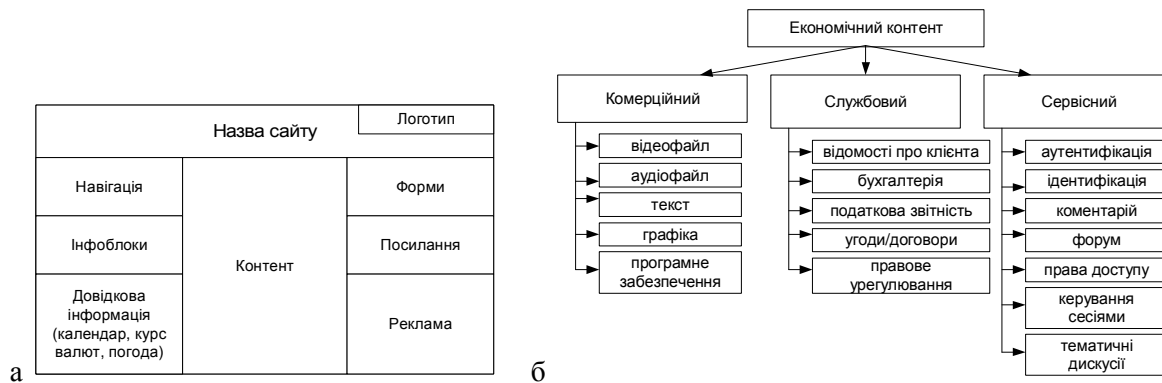 Назва сайту
Логотип
Навігація
Інфоблоки
Довідкова
інформація
(календар, курс
валют, погода)
Контент
Форми
Посилання
Реклама
а
Економічний контент
Комерційний
відеофайл
аудіофайл
текст
графіка
програмне
забезпечення
Службовий
відомості про клієнта
бухгалтерія
податкова звітність
угоди/договори
правове
урегулювання
Сервісний
аутентифікація
ідентифікація
коментарій
форум
права доступу
керування
сесіями
тематичні
дискусії
б